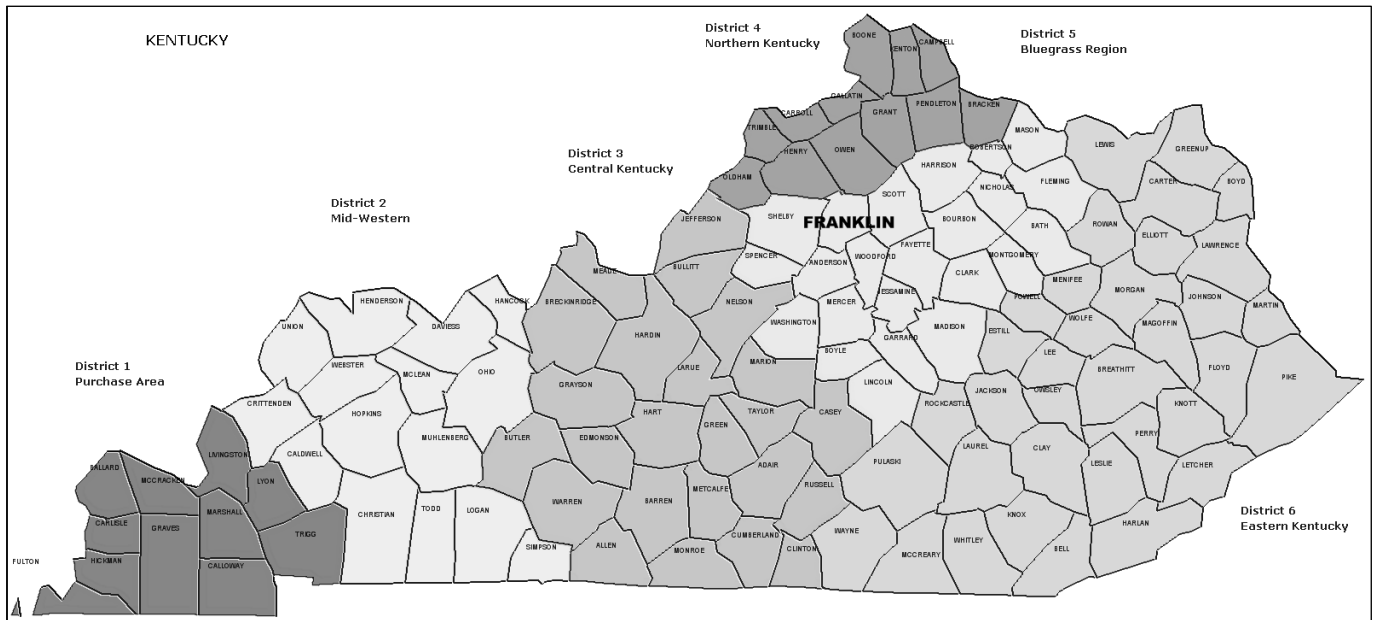 KENTUCKY
District 4
Northern Kentucky
District 5
Bluegrass Region
District 3
Central Kentucky
District 2
Mid-Western
District 1
Purchase Area
District 6
Eastern Kentucky
BOONE
KENTON
CAMPBELL
GALLATIN
CARROLL
TRIMBLE
GRANT
PENDLETON
BRACKEN
HENRY
OWEN
OLDHAM
MASON
LEWIS
GREENUP
ROBERTSON
HARRISON
NICHOLAS
FLEMING
CARTER
BOYD
SCOTT
SHELBY
FRANKLIN
JEFFERSON
BOURBON
BATH
ROWAN
ELLIOTT
LAWRENCE
FAYETTE
WOODFORD
ANDERSON
SPENCER
BULLITT
MONTGOMERY
CLARK
MENIFEE
MORGAN
JOHNSON
MARTIN
MEADE
BRECKINRIDGE
HANCOCK
HENDERSON
DAVIESS
UNION
NELSON
MERCER
JESSAMINE
POWELL
WOLFE
MAGOFFIN
WASHINGTON
MADISON
ESTILL
HARDIN
GARRARD
BOYLE
LEE
MARION
LARUE
BREATHITT
FLOYD
PIKE
WEBSTER
MCLEAN
OHIO
GRAYSON
LINCOLN
JACKSON
OWSLEY
KNOTT
CRITTENDEN
HOPKINS
HART
TAYLOR
CASEY
ROCKCASTLE
GREEN
PERRY
MUHLENBERG
BUTLER
EDMONSON
LAUREL
CLAY
LESLIE
LETCHER
LIVINGSTON
CALDWELL
ADAIR
PULASKI
BALLARD
MCCRACKEN
LYON
RUSSELL
METCALFE
WARREN
BARREN
CHRISTIAN
TODD
LOGAN
MARSHALL
CARLISLE
GRAVES
TRIGG
KNOX
HARLAN
WAYNE
CUMBERLAND
WHITLEY
BELL
SIMPSON
ALLEN
MONROE
CLINTON
MCCREARY
FULTON
HICKMAN
CALLOWAY